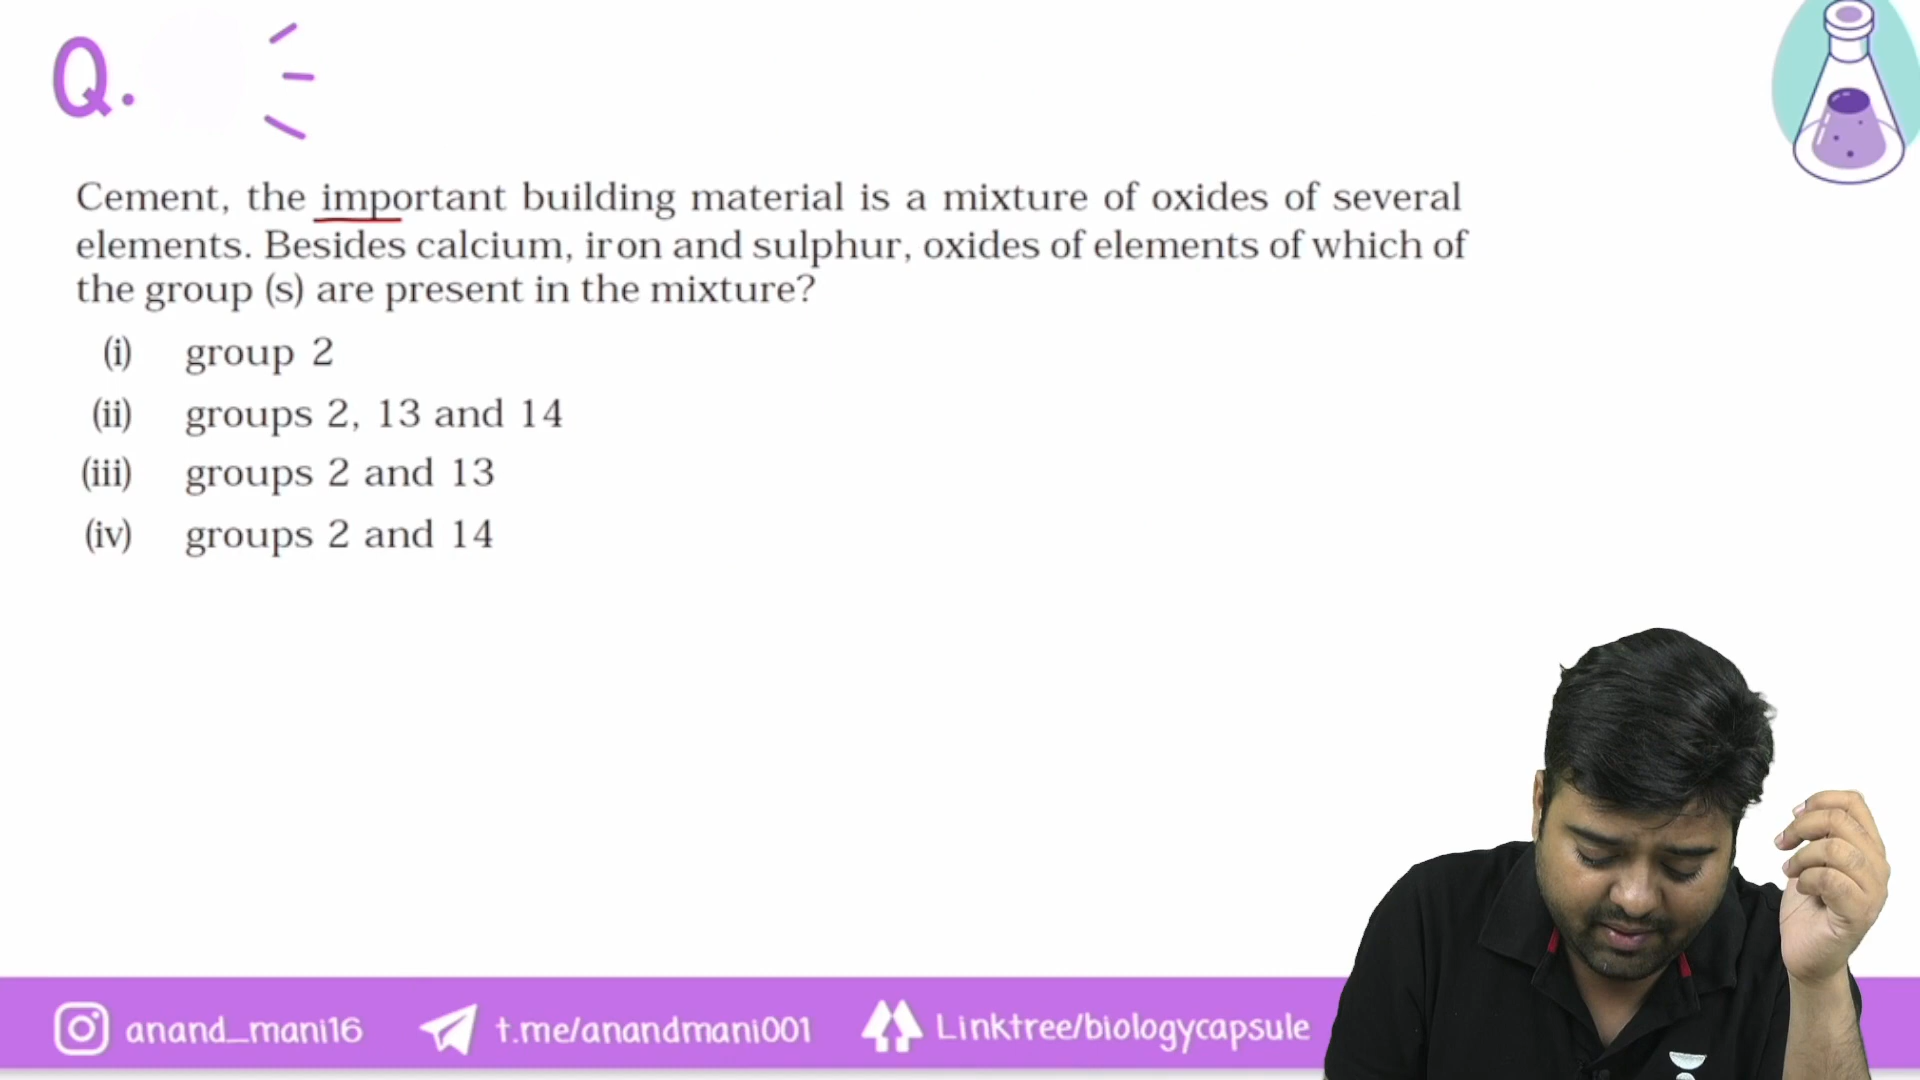 Q.
Cement, the important building material is a mixture of oxides of several
elements. Besides calcium, iron and sulphur, oxides of elements of which of
the group (s) are present in the mixture?
(i) group 2
(ii) groups 2, 13 and 14
(iii) groups 2 and 13
(iv) groups 2 and 14
anand_mani16 t.me/anandmani001 Linktree/biologycapsule